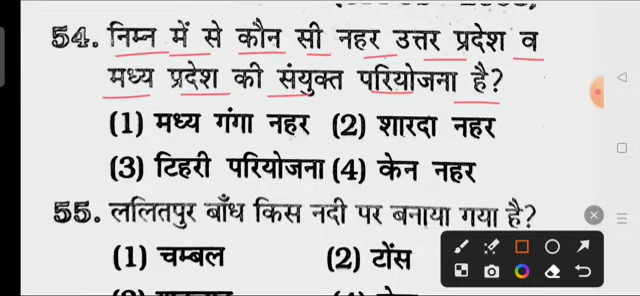 54. निम्न में से कौन सी नहर उत्तर प्रदेश व
मध्य प्रदेश की संयुक्त परियोजना है?
(1) मध्य गंगा नहर (2) शारदा नहर
(3) टिहरी परियोजना (4) केन नहर
55. ललितपुर बाँध किस नदी पर बनाया गया है?
(1) चम्बल (2) टोंस